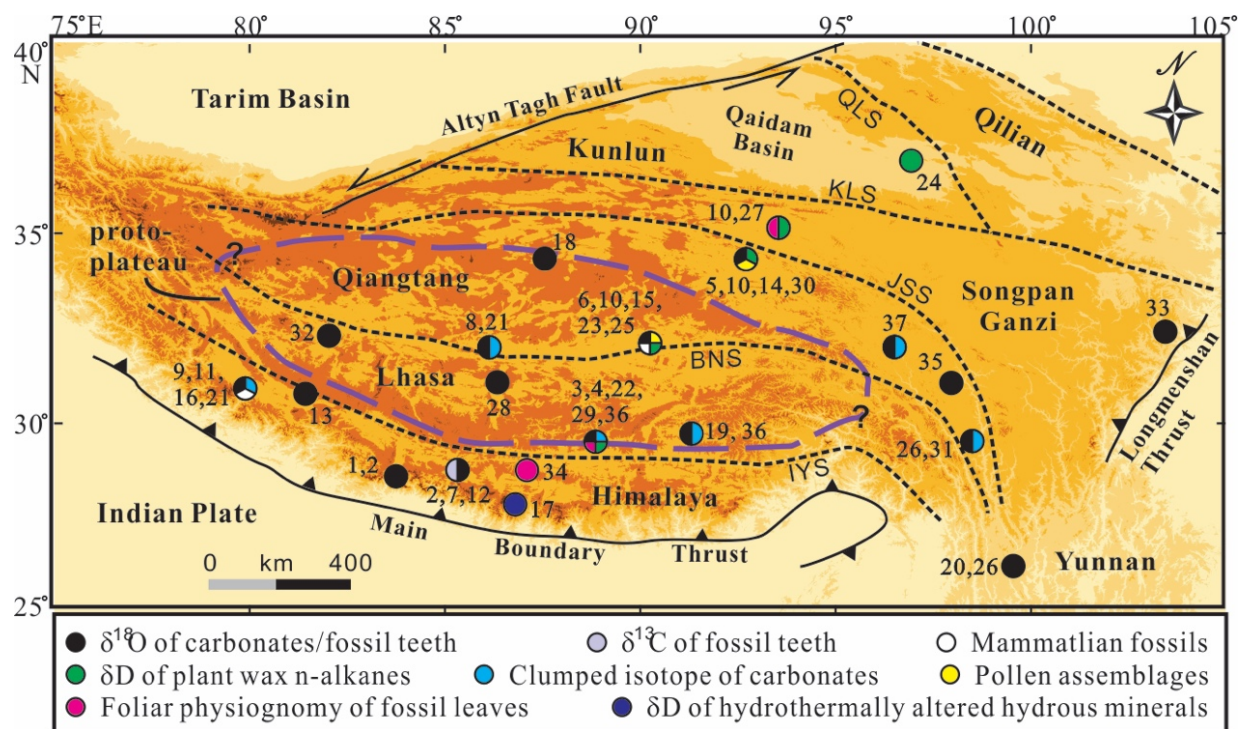 75°E 80 85 90 95 100 105°
40°
N
N
Tarim Basin
Altyn Tagh Fault
Qaidam
Basin
QLS
Qilian
Kunlun
24
KLS
10,27
35°
proto-
plateau
?
18
Qiangtang
5,10,14,30
JSS
Songpan
Ganzi
6,10,15,
23,25
33
32
8,21
37
BNS
35
9,11,
16,21
Lhasa
3,4,22,
29,36
13
28
?
30°
19, 36
26,31
Longmenshan
Thrust
IYS
1,2
2,7,12
34
Himalaya
17
Indian Plate
Main Boundary Thrust
0 km 400
20,26
Yunnan
25°
δ18O of carbonates/fossil teeth
δ13C of fossil teeth
Mammatlian fossils
δD of plant wax n-alkanes
Clumped isotope of carbonates
Pollen assemblages
Foliar physiognomy of fossil leaves
δD of hydrothermally altered hydrous minerals